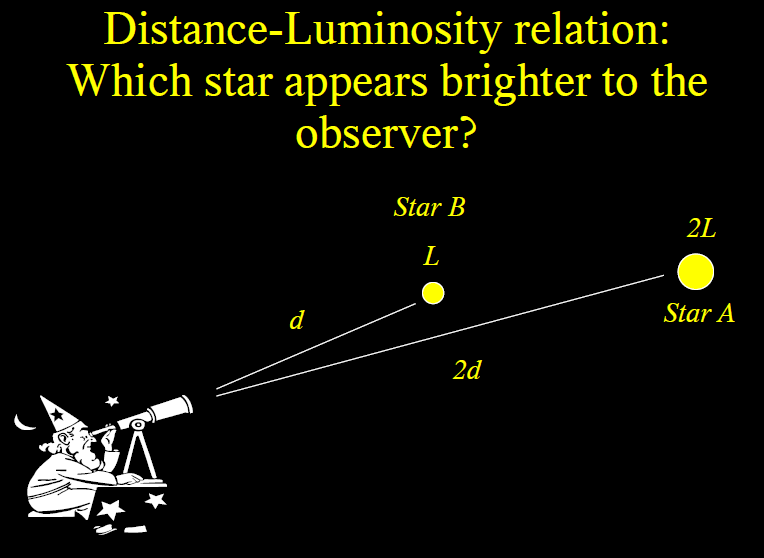 Distance-Luminosity relation:
Which star appears brighter to the
observer?
Star B
L
2L
Star A
d
2d